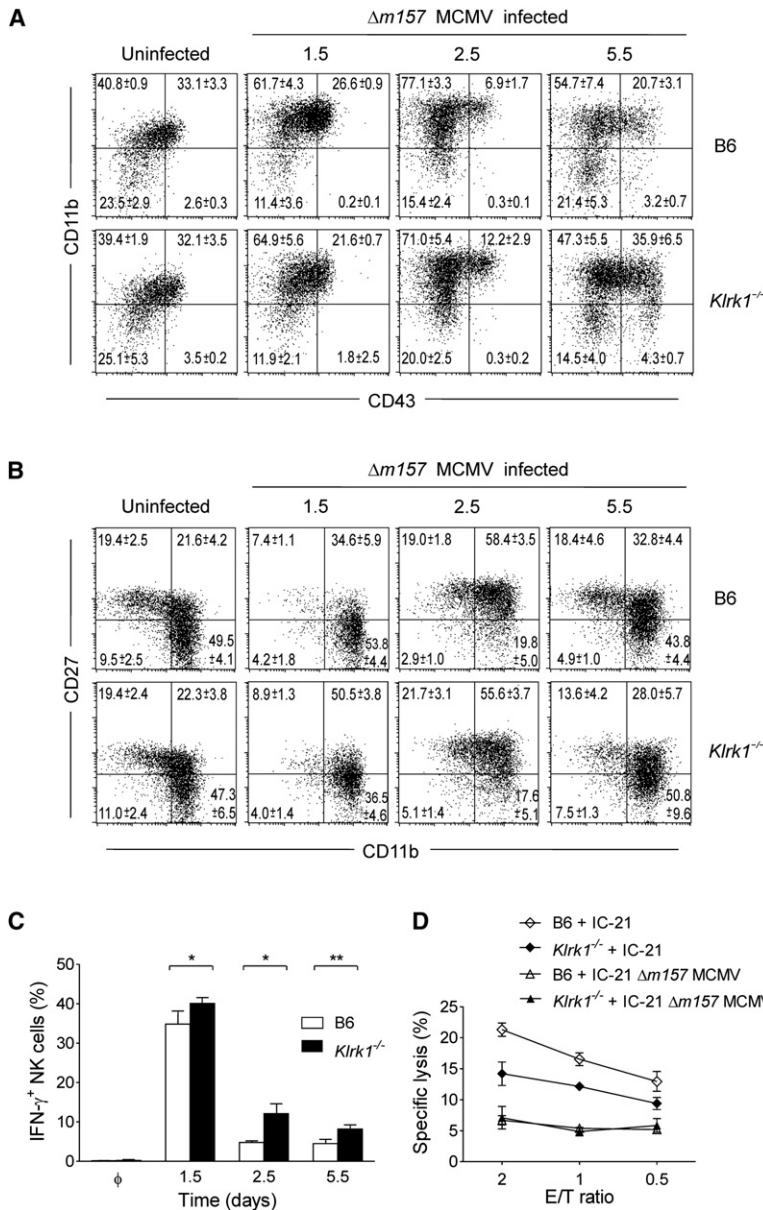 A
Δm157 MCMV infected
Uninfected 1.5 2.5 5.5
40.8±0.9 33.1±3.3 61.7±4.3 26.6±0.9 77.1±3.3 6.9±1.7 54.7±7.4 20.7±3.1
B6
23.5±2.9 2.6±0.3 11.4±3.6 0.2±0.1 15.4±2.4 0.3±0.1 21.4±5.3 3.2±0.7
CD11b
39.4±1.9 32.1±3.5 64.9±5.6 21.6±0.7 71.0±5.4 12.2±2.9 47.3±5.5 35.9±6.5
Klrk1-/-
25.1±5.3 3.5±0.2 11.9±2.1 1.8±2.5 20.0±2.5 0.3±0.2 14.5±4.0 4.3±0.7
CD43
B
Δm157 MCMV infected
Uninfected 1.5 2.5 5.5
19.4±2.5 21.6±4.2 7.4±1.1 34.6±5.9 19.0±1.8 58.4±3.5 18.4±4.6 32.8±4.4
B6
49.5 53.8 19.8 43.8
9.5±2.5 ±4.1 4.2±1.8 ±4.4 2.9±1.0 ±5.0 4.9±1.0 ±4.4
CD27
19.4±2.4 22.3±3.8 8.9±1.3 50.5±3.8 21.7±3.1 55.6±3.7 13.6±4.2 28.0±5.7
Klrk1-/-
47.3 36.5 17.6 50.8
11.0±2.4 ±6.5 4.0±1.4 ±4.6 5.1±1.4 ±5.1 7.5±1.3 ±9.6
CD11b
C
* * **
50
40
30
20
10
0
IFN-γ+ NK cells (%)
B6
Klrk1-/-
ϕ 1.5 2.5 5.5
Time (days)
D
B6 + IC-21
Klrk1-/- + IC-21
B6 + IC-21 Δm157 MCMV
Klrk1-/- + IC-21 Δm157 MCMV
25
20
15
10
5
0
Specific lysis (%)
2 1 0.5
E/T ratio